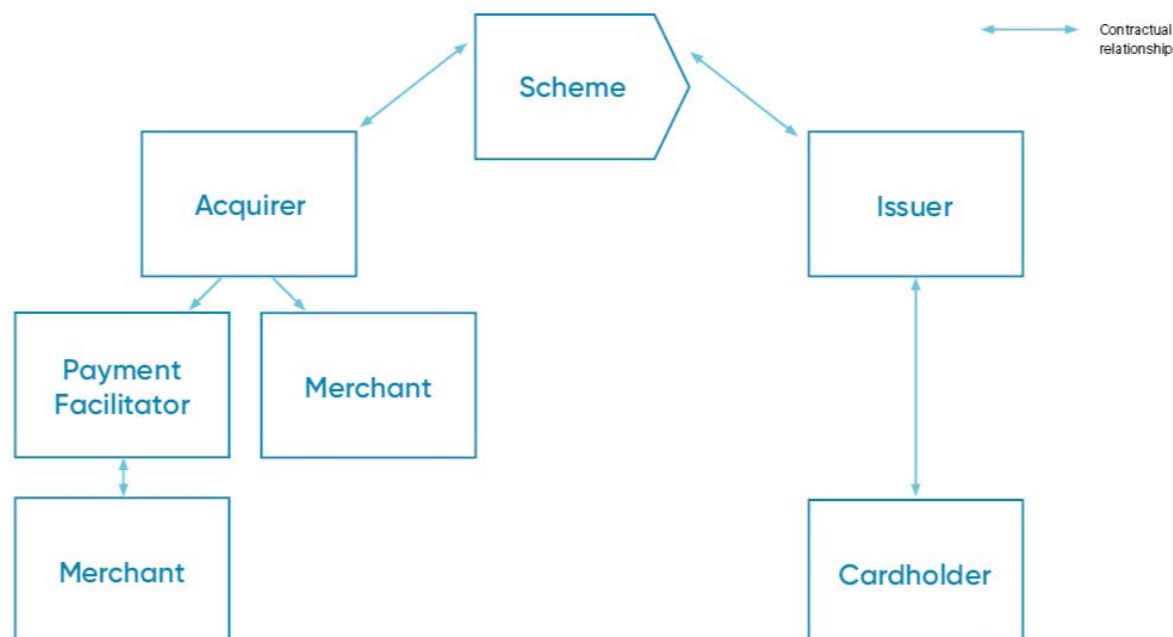 Contractual
relationship
Scheme
Acquirer
Issuer
Payment
Facilitator
Merchant
Merchant
Cardholder